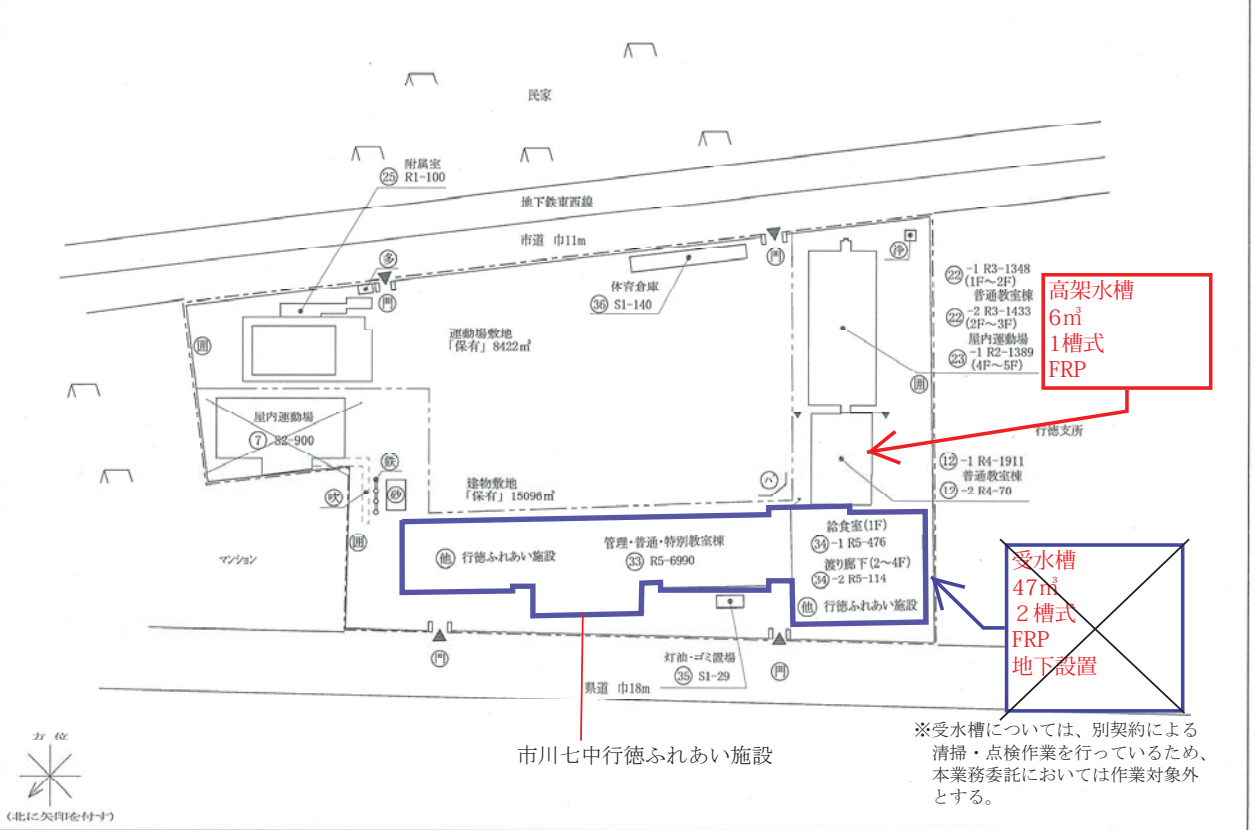 民家
附属室
㉕ R1-100
地下鉄東西線
市道 巾11m
多
門
門
浄
体育倉庫
㊱ S1-140
運動場敷地
「保有」8422㎡
囲
㉒ -1 R3-1348
(1F～2F)
普通教室棟
㉒ -2 R3-1433
(2F～3F)
屋内運動場
㉓ -1 R2-1389
(4F～5F)
高架水槽
6㎥
1槽式
FRP
囲
屋内運動場
⑦ S2-900
行徳支所
鉄
吹
砂
囲
建物敷地
「保有」15096㎡
バ
⑫-1 R4-1911
普通教室棟
⑫-2 R4-70
マンション
他 行徳ふれあい施設
管理・普通・特別教室棟
㉝ R5-6990
給食室(1F)
㉞-1 R5-476
渡り廊下(2～4F)
㉞-2 R5-114
他 行徳ふれあい施設
受水槽
47㎥
２槽式
FRP
地下設置
門
門
灯油・ゴミ置場
㉟ S1-29
県道 巾18m
市川七中行徳ふれあい施設
※受水槽については、別契約による
清掃・点検作業を行っているため、
本業務委託においては作業対象外
とする。
方位
(北に矢印を付す)